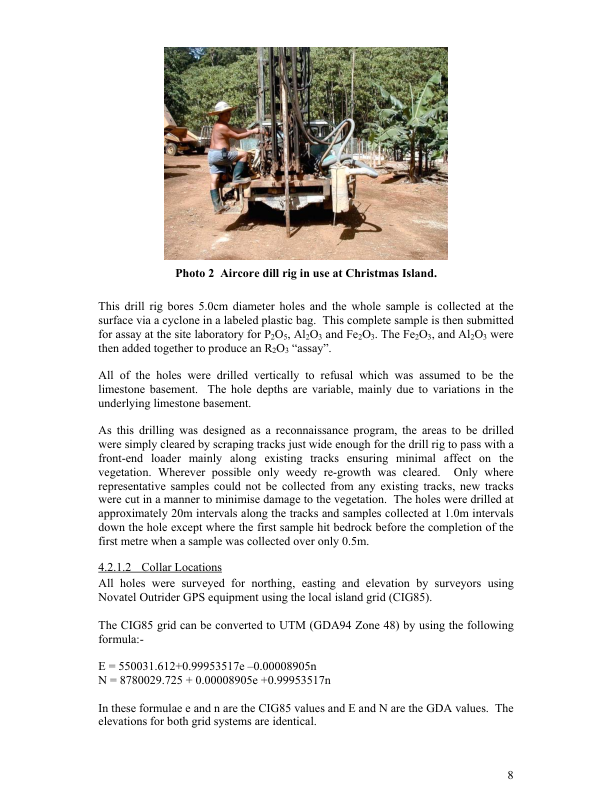 Photo 2  Aircore dill rig in use at Christmas Island.
This drill rig bores 5.0cm diameter holes and the whole sample is collected at the
surface via a cyclone in a labeled plastic bag.  This complete sample is then submitted
for assay at the site laboratory for P₂O₅, Al₂O₃ and Fe₂O₃. The Fe₂O₃, and Al₂O₃ were
then added together to produce an R₂O₃ “assay”.
All of the holes were drilled vertically to refusal which was assumed to be the
limestone basement.  The hole depths are variable, mainly due to variations in the
underlying limestone basement.
As this drilling was designed as a reconnaissance program, the areas to be drilled
were simply cleared by scraping tracks just wide enough for the drill rig to pass with a
front-end loader mainly along existing tracks ensuring minimal affect on the
vegetation. Wherever possible only weedy re-growth was cleared.  Only where
representative samples could not be collected from any existing tracks, new tracks
were cut in a manner to minimise damage to the vegetation.  The holes were drilled at
approximately 20m intervals along the tracks and samples collected at 1.0m intervals
down the hole except where the first sample hit bedrock before the completion of the
first metre when a sample was collected over only 0.5m.
4.2.1.2  Collar Locations
All holes were surveyed for northing, easting and elevation by surveyors using
Novatel Outrider GPS equipment using the local island grid (CIG85).
The CIG85 grid can be converted to UTM (GDA94 Zone 48) by using the following
formula:-
E = 550031.612+0.99953517e –0.00008905n
N = 8780029.725 + 0.00008905e +0.99953517n
In these formulae e and n are the CIG85 values and E and N are the GDA values.  The
elevations for both grid systems are identical.
8